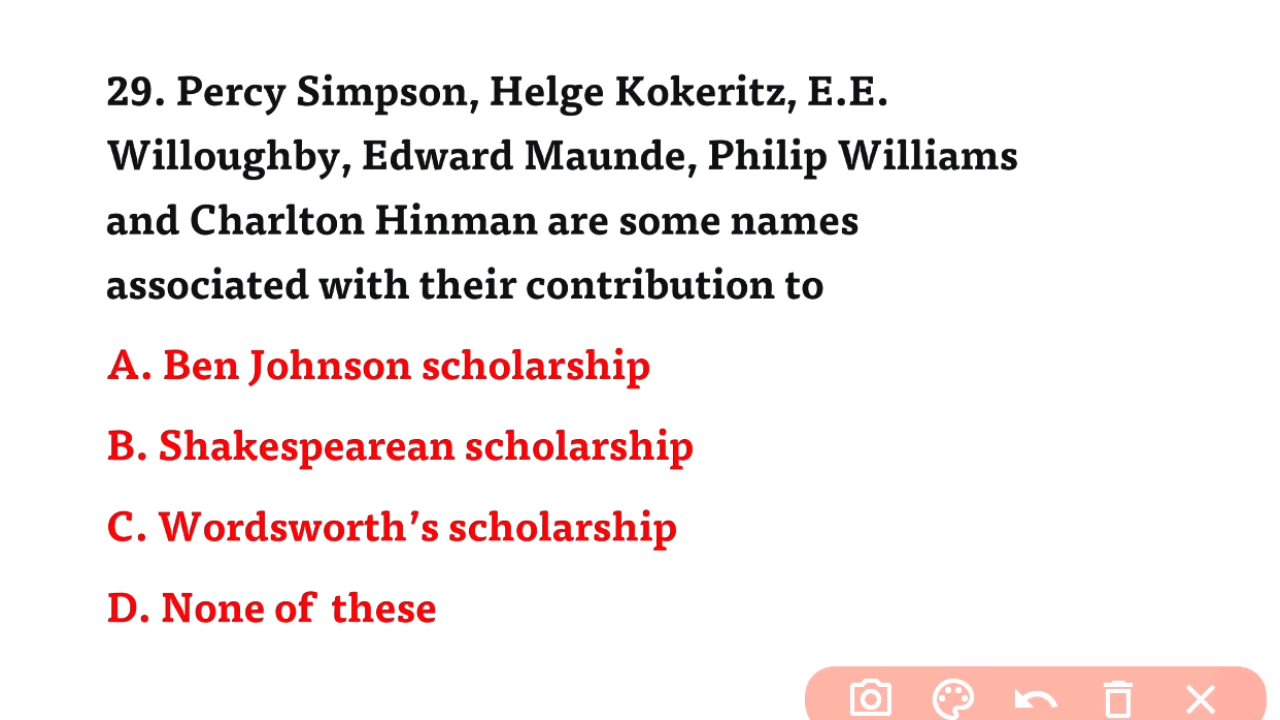 29. Percy Simpson, Helge Kokeritz, E.E.
Willoughby, Edward Maunde, Philip Williams
and Charlton Hinman are some names
associated with their contribution to
A. Ben Johnson scholarship
B. Shakespearean scholarship
C. Wordsworth’s scholarship
D. None of these